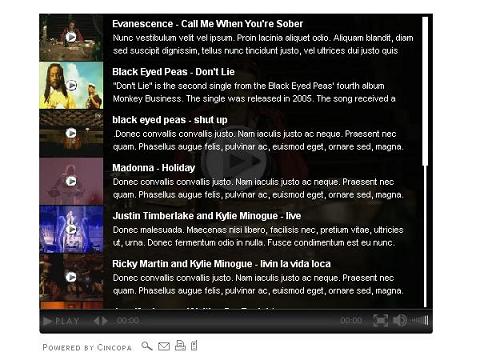 Evanescence - Call Me When You're Sober
Nunc vestibulum velit vel ipsum. Proin lacinia aliquet odio. Aliquam blandit, diam
sed suscipit dignissim, tellus nunc tincidunt justo, vel ultrices dui justo quis
Black Eyed Peas - Don't Lie
"Don't Lie" is the second single from the Black Eyed Peas' fourth album
Monkey Business. The single was released in 2005. The song received a
black eyed peas - shut up
.Donec convallis convallis justo. Nam iaculis justo ac neque. Praesent nec
quam. Phasellus augue felis, pulvinar ac, euismod eget, ornare sed, magna.
Madonna - Holiday
Donec convallis convallis justo. Nam iaculis justo ac neque. Praesent nec
quam. Phasellus augue felis, pulvinar ac, euismod eget, ornare sed, magna.
Justin Timberlake and Kylie Minogue - live
Donec malesuada. Maecenas nisi libero, facilisis nec, pretium vitae, ultricies
ut, urna. Donec fermentum odio in nulla. Fusce condimentum est eu nunc.
Ricky Martin and Kylie Minogue - livin la vida loca
Donec convallis convallis justo. Nam iaculis justo ac neque. Praesent nec
quam. Phasellus augue felis, pulvinar ac, euismod eget, ornare sed, magna.
PLAY 00:00 00:00
Powered by Cincopa